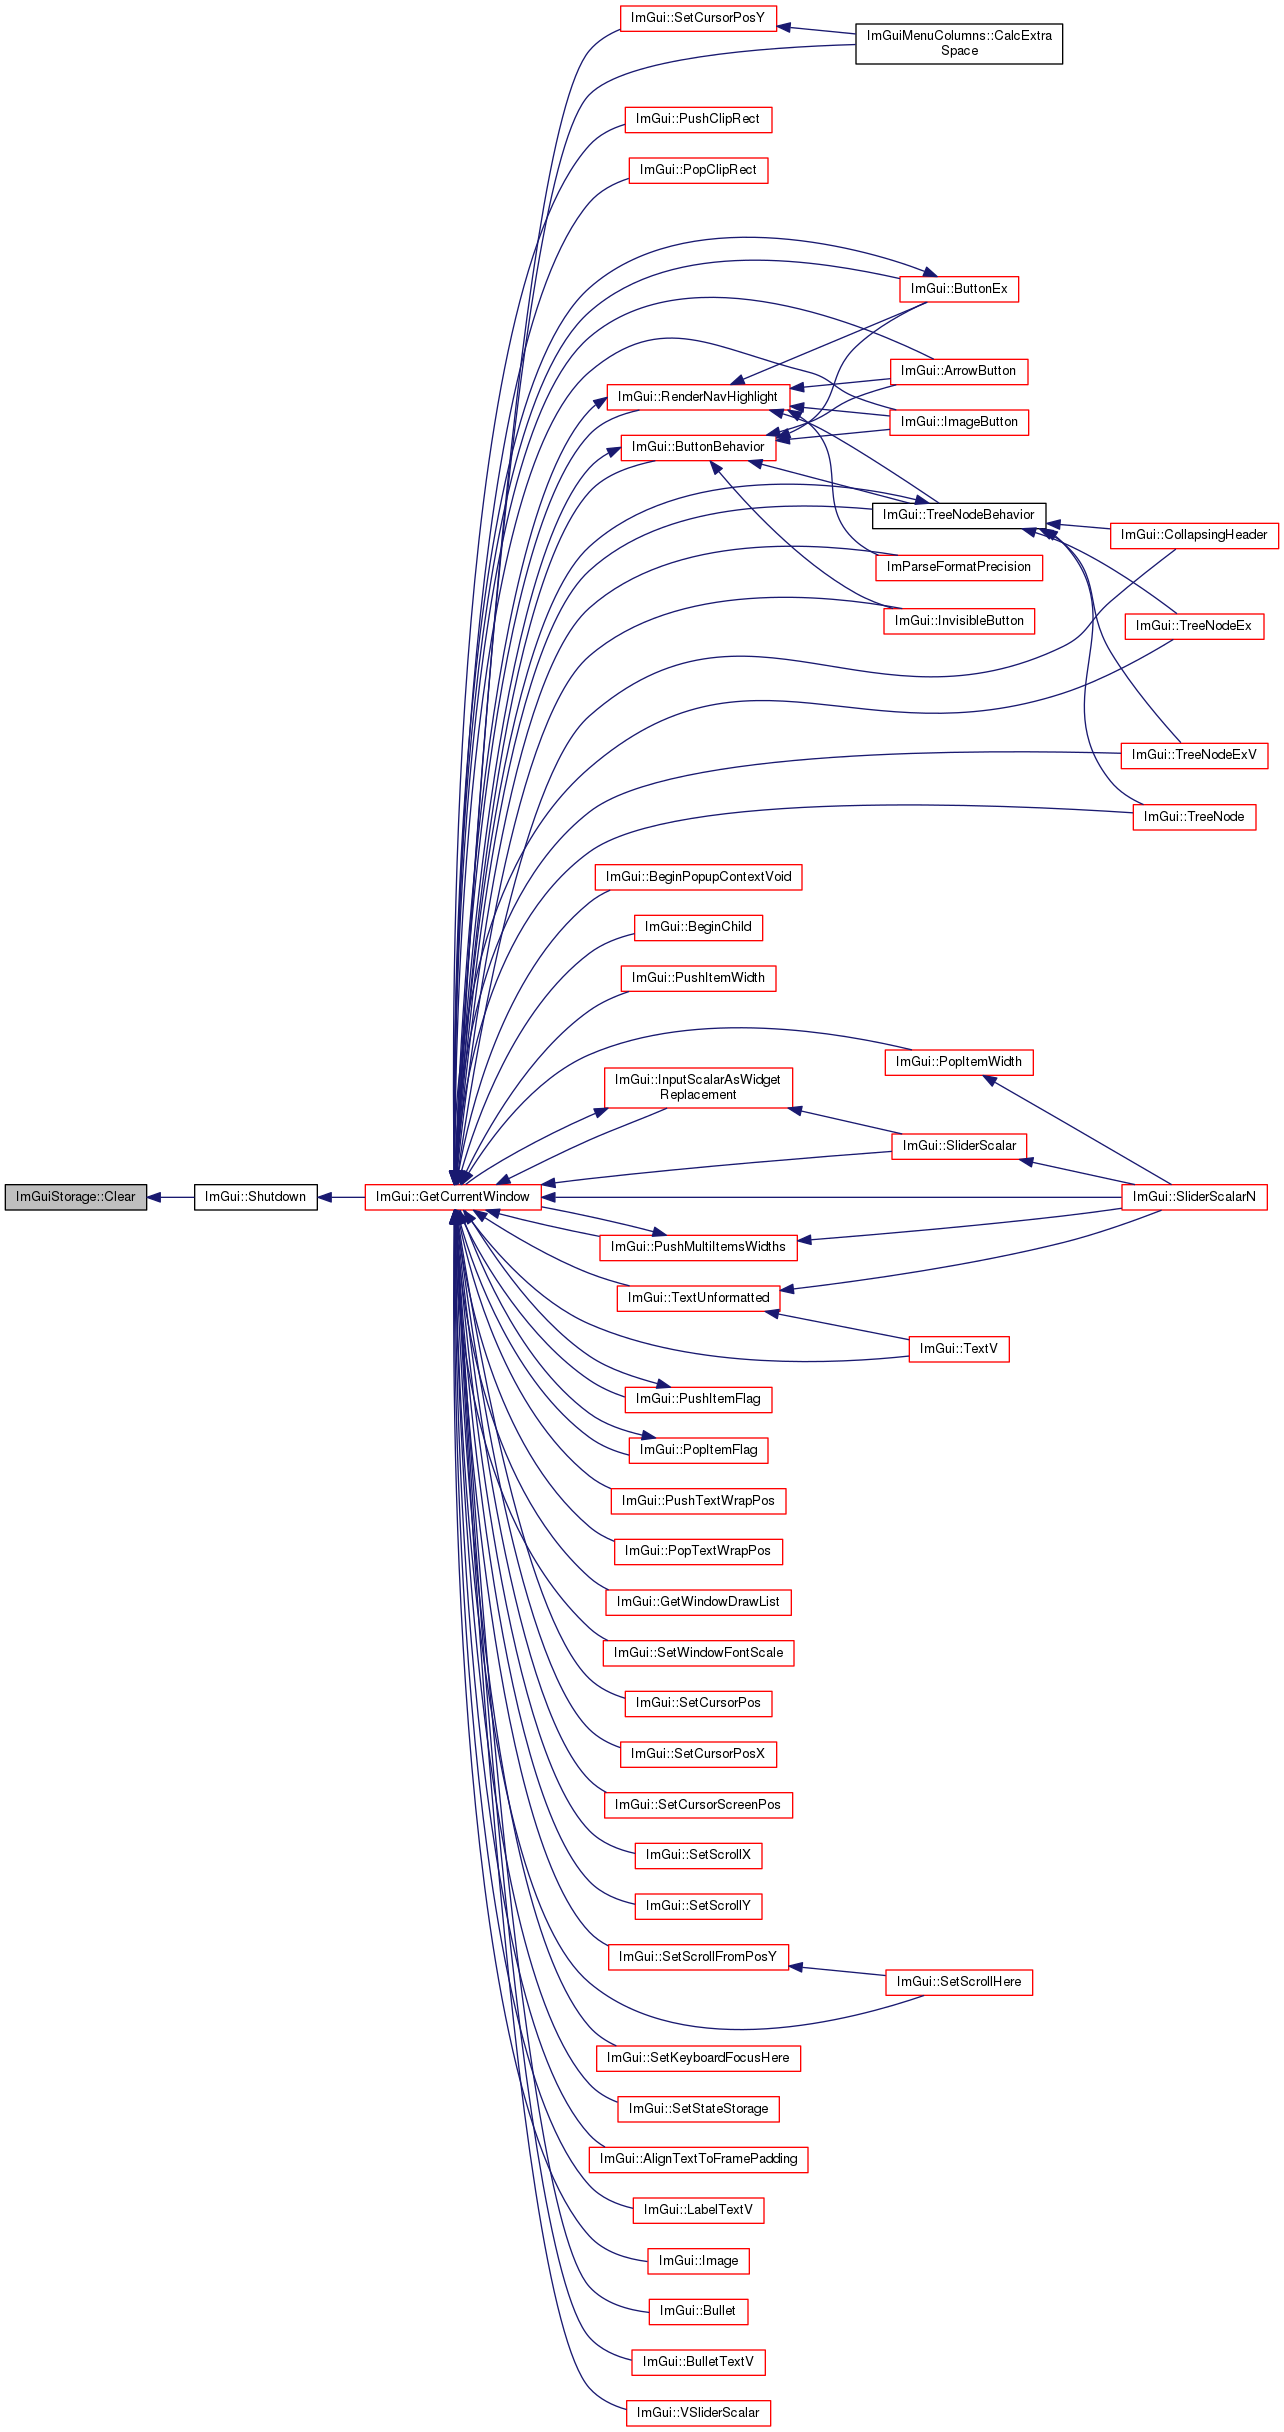 ImGui::SetCursorPosY
ImGuiMenuColumns::CalcExtra
Space
ImGui::PushClipRect
ImGui::PopClipRect
ImGui::ButtonEx
ImGui::ArrowButton
ImGui::RenderNavHighlight
ImGui::ImageButton
ImGui::ButtonBehavior
ImGui::TreeNodeBehavior
ImGui::CollapsingHeader
ImParseFormatPrecision
ImGui::InvisibleButton
ImGui::TreeNodeEx
ImGui::TreeNodeExV
ImGui::TreeNode
ImGui::BeginPopupContextVoid
ImGui::BeginChild
ImGui::PushItemWidth
ImGui::PopItemWidth
ImGui::InputScalarAsWidget
Replacement
ImGui::SliderScalar
ImGuiStorage::Clear
ImGui::Shutdown
ImGui::GetCurrentWindow
ImGui::SliderScalarN
ImGui::PushMultiItemsWidths
ImGui::TextUnformatted
ImGui::TextV
ImGui::PushItemFlag
ImGui::PopItemFlag
ImGui::PushTextWrapPos
ImGui::PopTextWrapPos
ImGui::GetWindowDrawList
ImGui::SetWindowFontScale
ImGui::SetCursorPos
ImGui::SetCursorPosX
ImGui::SetCursorScreenPos
ImGui::SetScrollX
ImGui::SetScrollY
ImGui::SetScrollFromPosY
ImGui::SetScrollHere
ImGui::SetKeyboardFocusHere
ImGui::SetStateStorage
ImGui::AlignTextToFramePadding
ImGui::LabelTextV
ImGui::Image
ImGui::Bullet
ImGui::BulletTextV
ImGui::VSliderScalar